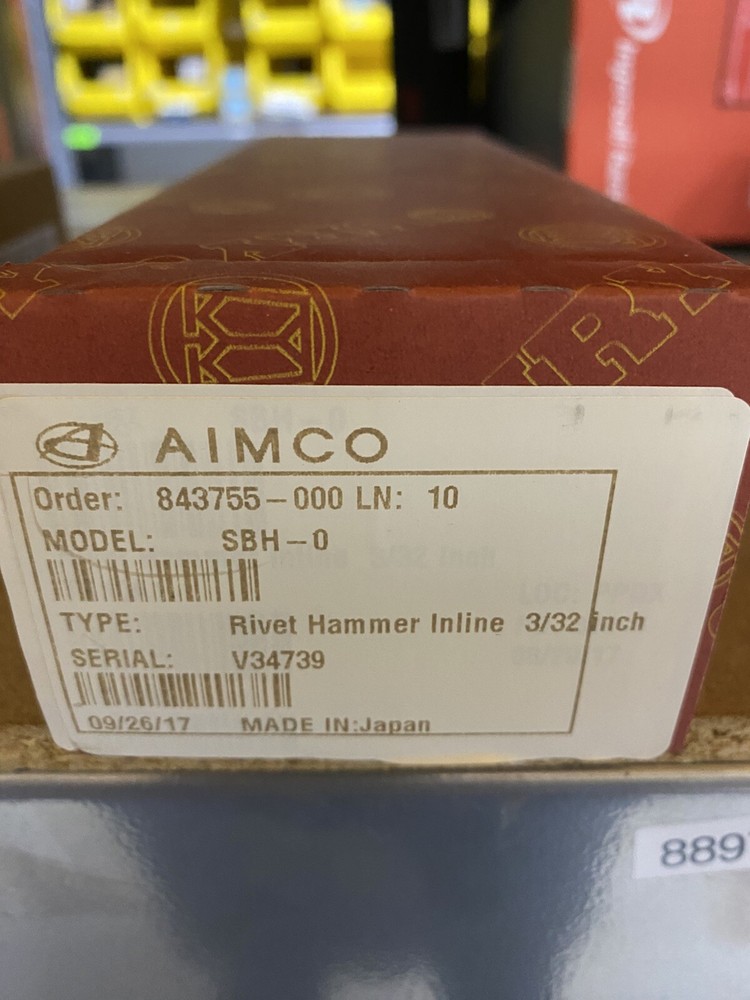 AIMCO
Order: 843755-000 LN: 10
MODEL: SBH-0
TYPE: Rivet Hammer Inline 3/32 inch
SERIAL: V34739
09/26/17 MADE IN:Japan
889